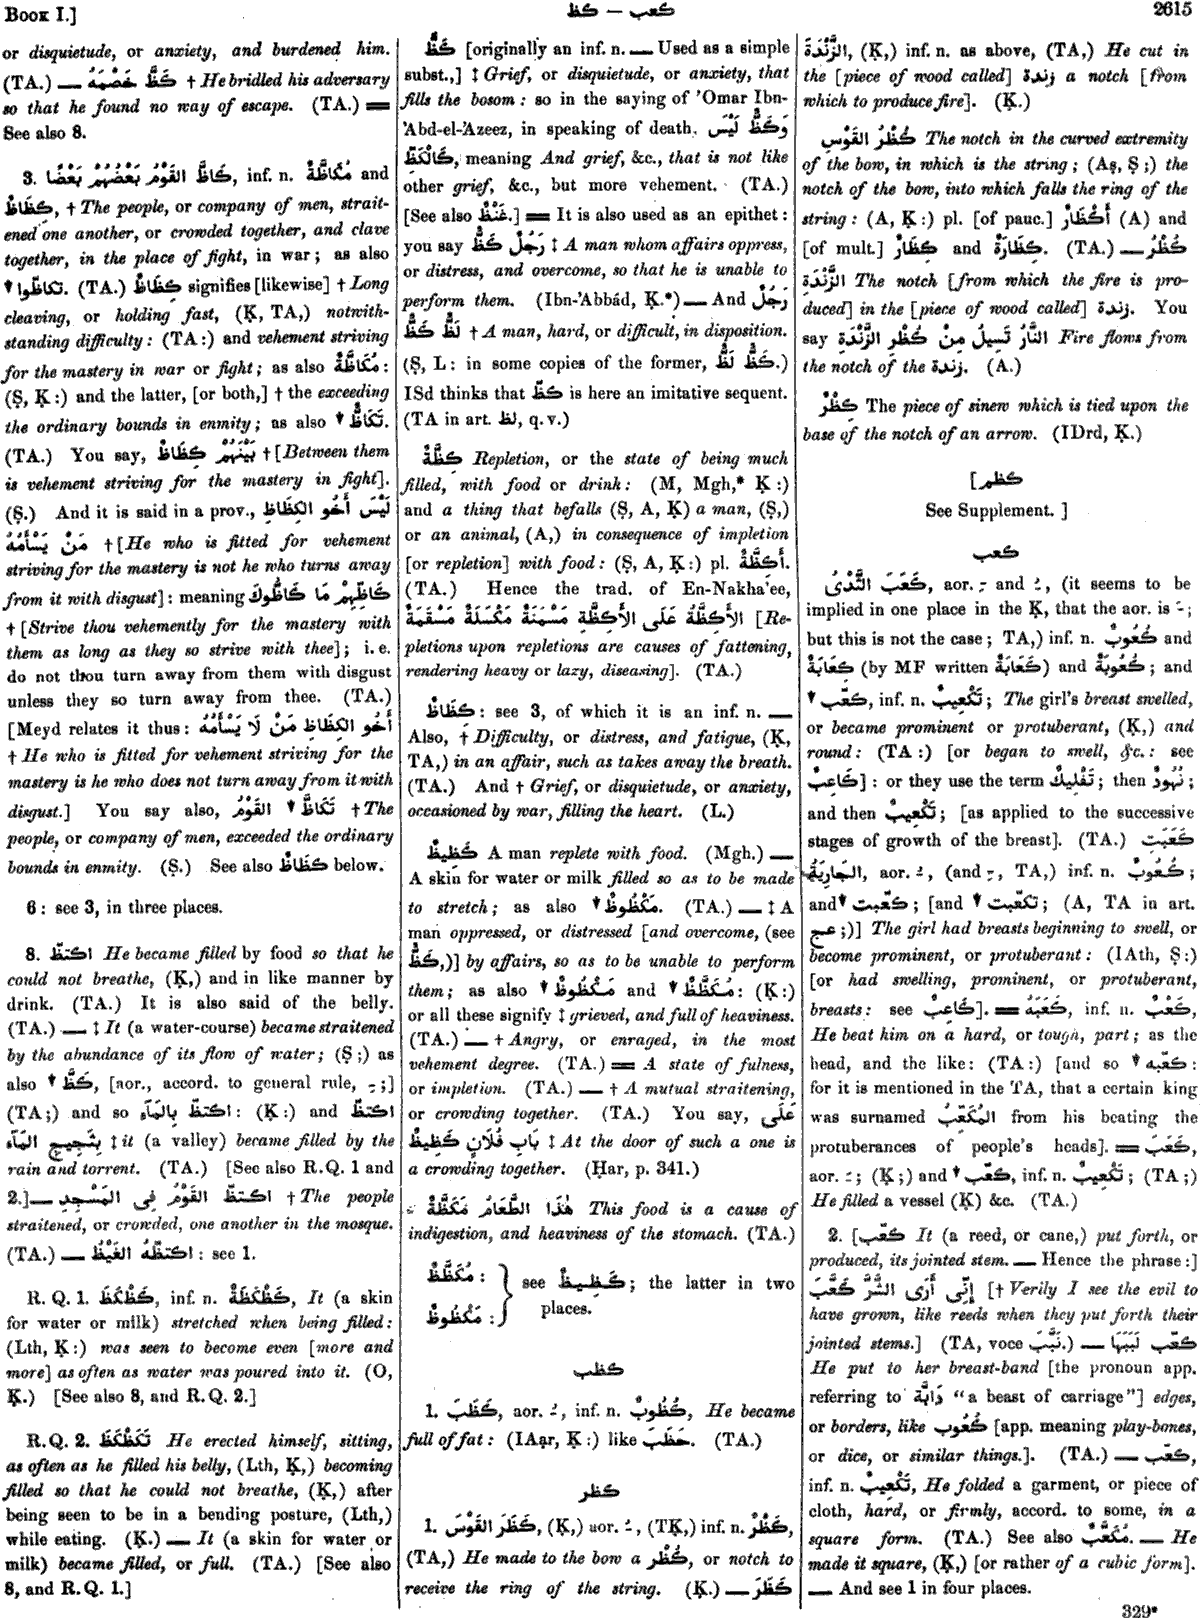 Book I.]
كظ — كعب
2615
or disquietude, or anxiety, and burdened him.
(TA.) — كَظَّ خَصْمَهُ † He bridled his adversary
so that he found no way of escape. (TA.) =
See also 8.
3. كَاظَّ القَوْمُ بَعْضُهُمْ بَعْضًا, inf. n. مُكَاظَّةٌ and
كِظَاظٌ, † The people, or company of men, strait-
ened one another, or crowded together, and clave
together, in the place of fight, in war; as also
▼ تكاظّوا. (TA.) كِظَاظٌ signifies [likewise] † Long
cleaving, or holding fast, (Ḳ, TA,) notwith-
standing difficulty: (TA:) and vehement striving
for the mastery in war or fight; as also مُكَاظَّةٌ:
(Ṣ, Ḳ:) and the latter, [or both,] † the exceeding
the ordinary bounds in enmity; as also ▼ تَكَاظٌّ.
(TA.) You say, بَيْنَهُمْ كِظَاظٌ † [Between them
is vehement striving for the mastery in fight].
(Ṣ.) And it is said in a prov., لَيْسَ أَخُو الكِظَاظِ
مَنْ يَسْأَمُهُ † [He who is fitted for vehement
striving for the mastery is not he who turns away
from it with disgust]: meaning كَاظِّهِمْ مَا كَاظُّوكَ
† [Strive thou vehemently for the mastery with
them as long as they so strive with thee]; i. e.
do not thou turn away from them with disgust
unless they so turn away from thee. (TA.)
[Meyd relates it thus: أَخُو الكِظَاظِ مَنْ لَا يَسْأَمُهُ
† He who is fitted for vehement striving for the
mastery is he who does not turn away from it with
disgust.] You say also, تَكَاظَّ ▼ القَوْمُ † The
people, or company of men, exceeded the ordinary
bounds in enmity. (Ṣ.) See also كِظَاظٌ below.
6: see 3, in three places.
8. اكتظّ He became filled by food so that he
could not breathe, (Ḳ,) and in like manner by
drink. (TA.) It is also said of the belly.
(TA.) — ‡ It (a water-course) became straitened
by the abundance of its flow of water; (Ṣ;) as
also ▼ كَظَّ, [aor., accord. to general rule, ـِ ;]
(TA;) and so اكتظّ بِالمَآءِ: (Ḳ:) and اكتظّ
بِثَجِيجِ المَآءِ ‡ it (a valley) became filled by the
rain and torrent. (TA.) [See also R. Q. 1 and
2.] — اكتظّ القَوْمُ فِى المَسْجِدِ † The people
straitened, or crowded, one another in the mosque.
(TA.) — اكتظّهُ الغَيْظُ: see 1.
R. Q. 1. كَظْكَظَ, inf. n. كَظْكَظَةٌ, It (a skin
for water or milk) stretched when being filled:
(Lth, Ḳ:) was seen to become even [more and
more] as often as water was poured into it. (O,
Ḳ.) [See also 8, and R. Q. 2.]
R. Q. 2. تَكَظْكَظَ He erected himself, sitting,
as often as he filled his belly, (Lth, Ḳ,) becoming
filled so that he could not breathe, (Ḳ,) after
being seen to be in a bending posture, (Lth,)
while eating. (Ḳ.) — It (a skin for water or
milk) became filled, or full. (TA.) [See also
8, and R. Q. 1.]
كَظٌّ [originally an inf. n. — Used as a simple
subst.,] ‡ Grief, or disquietude, or anxiety, that
fills the bosom: so in the saying of 'Omar Ibn-
'Abd-el-'Azeez, in speaking of death, وَكَظٌّ لَيْسَ
كَالْكَظِّ, meaning And grief, &c., that is not like
other grief, &c., but more vehement. (TA.)
[See also غَنْظٌ.] = It is also used as an epithet:
you say رَجُلٌ كَظٌّ ‡ A man whom affairs oppress,
or distress, and overcome, so that he is unable to
perform them. (Ibn-'Abbád, Ḳ.*) — And رَجُلٌ
لَظٌّ كَظٌّ † A man, hard, or difficult, in disposition.
(Ṣ, L: in some copies of the former, كَظٌّ لَظٌّ.)
ISd thinks that كظّ is here an imitative sequent.
(TA in art. لظ, q. v.)
كِظَّةٌ Repletion, or the state of being much
filled, with food or drink: (M, Mgh,* Ḳ:)
and a thing that befalls (Ṣ, A, Ḳ) a man, (Ṣ,)
or an animal, (A,) in consequence of impletion
[or repletion] with food: (Ṣ, A, Ḳ:) pl. أَكِظَّةٌ.
(TA.) Hence the trad. of En-Nakha'ee,
الأَكِظَّةُ عَلَى الأَكِظَّةِ مَسْمَنَةٌ مَكْسَلَةٌ مَسْقَمَةٌ [Re-
pletions upon repletions are causes of fattening,
rendering heavy or lazy, diseasing]. (TA.)
كِظَاظٌ: see 3, of which it is an inf. n. —
Also, † Difficulty, or distress, and fatigue, (Ḳ,
TA,) in an affair, such as takes away the breath.
(TA.) And † Grief, or disquietude, or anxiety,
occasioned by war, filling the heart. (L.)
كَظِيظٌ A man replete with food. (Mgh.) —
A skin for water or milk filled so as to be made
to stretch; as also ▼ مَكْظُوظٌ. (TA.) — ‡ A
man oppressed, or distressed [and overcome, (see
كَظٌّ,)] by affairs, so as to be unable to perform
them; as also ▼ مَكْظُوظٌ and ▼ مُكَظَّظٌ: (Ḳ:)
or all these signify ‡ grieved, and full of heaviness.
(TA.) — † Angry, or enraged, in the most
vehement degree. (TA.) = A state of fulness,
or impletion. (TA.) — † A mutual straitening,
or crowding together. (TA.) You say, عَلَى
بَابِ فُلَانٍ كَظِيظٌ ‡ At the door of such a one is
a crowding together. (Ḥar, p. 341.)
هٰذَا الطَّعَامُ مَكَظَّةٌ This food is a cause of
indigestion, and heaviness of the stomach. (TA.)
مُكَظَّظٌ:
مَكْظُوظٌ:
} see كَظِيظٌ; the latter in two
places.
كظب
1. كَظَبَ, aor. ـُ , inf. n. كُظُوبٌ, He became
full of fat: (IAạr, Ḳ:) like حَظَبَ. (TA.)
كظر
1. كَظَرَ القَوْسَ, (Ḳ,) aor. ـُ , (TḲ,) inf. n. كَظْرٌ,
(TA,) He made to the bow a كُظْر, or notch to
receive the ring of the string. (Ḳ.) — كَظَرَ
الزَّنْدَةَ, (Ḳ,) inf. n. as above, (TA,) He cut in
the [piece of wood called] زندة a notch [from
which to produce fire]. (Ḳ.)
كُظْرُ القَوْسِ The notch in the curved extremity
of the bow, in which is the string; (Aṣ, Ṣ;) the
notch of the bow, into which falls the ring of the
string: (A, Ḳ:) pl. [of pauc.] أَكْظَارٌ (A) and
[of mult.] كِظَارٌ and كِظَارَةٌ. (TA.) — كُظْرُ
الزَّنْدَةِ The notch [from which the fire is pro-
duced] in the [piece of wood called] زندة. You
say النَّارُ تَسِيلُ مِنْ كُظْرِ الزَّنْدَةِ Fire flows from
the notch of the زندة. (A.)
كِظْرٌ The piece of sinew which is tied upon the
base of the notch of an arrow. (IDrd, Ḳ.)
[كظم
See Supplement. ]
كعب
كَعَبَ الثَّدْىُ, aor. ـِ and ـُ , (it seems to be
implied in one place in the Ḳ, that the aor. is ـَ ;
but this is not the case; TA,) inf. n. كُعُوبٌ and
كِعَابَةٌ (by MF written كَعَابَةٌ) and كُعُوبَةٌ; and
▼ كعّب, inf. n. تَكْعِيبٌ; The girl's breast swelled,
or became prominent or protuberant, (Ḳ,) and
round: (TA:) [or began to swell, &c.: see
كَاعِبٌ]: or they use the term تَفْلِيكٌ; then نُهُودٌ;
and then تَكْعِيبٌ; [as applied to the successive
stages of growth of the breast]. (TA.) كَعَبَتِ
الجَارِيَةُ, aor. ـُ , (and ـِ , TA,) inf. n. كُعُوبٌ;
and ▼ كعّبت; [and ▼ تكعّبت; (A, TA in art.
عج;)] The girl had breasts beginning to swell, or
become prominent, or protuberant: (IAth, Ṣ:)
[or had swelling, prominent, or protuberant,
breasts: see كَاعِبٌ]. = كَعَبَهُ, inf. n. كَعْبٌ,
He beat him on a hard, or tough, part; as the
head, and the like: (TA:) [and so ▼ كعّبه:
for it is mentioned in the TA, that a certain king
was surnamed المُكَعِّبُ from his beating the
protuberances of people's heads]. = كَعَبَ,
aor. ـَ ; (Ḳ;) and ▼ كعّب, inf. n. تَكْعِيبٌ; (TA;)
He filled a vessel (Ḳ) &c. (TA.)
2. [كعّب It (a reed, or cane,) put forth, or
produced, its jointed stem. — Hence the phrase:]
إِنِّى أَرَى الشَّرَّ كَعَّبَ [† Verily I see the evil to
have grown, like reeds when they put forth their
jointed stems.] (TA, voce نَبَّبَ.) — كعّب لَبَبَهَا
He put to her breast-band [the pronoun app.
referring to دَابَّة "a beast of carriage"] edges,
or borders, like كُعُوب [app. meaning play-bones,
or dice, or similar things.]. (TA.) — كعّب,
inf. n. تَكْعِيبٌ, He folded a garment, or piece of
cloth, hard, or firmly, accord. to some, in a
square form. (TA.) See also مُكَعَّبٌ. — He
made it square, (Ḳ,) [or rather of a cubic form].
— And see 1 in four places.
329*